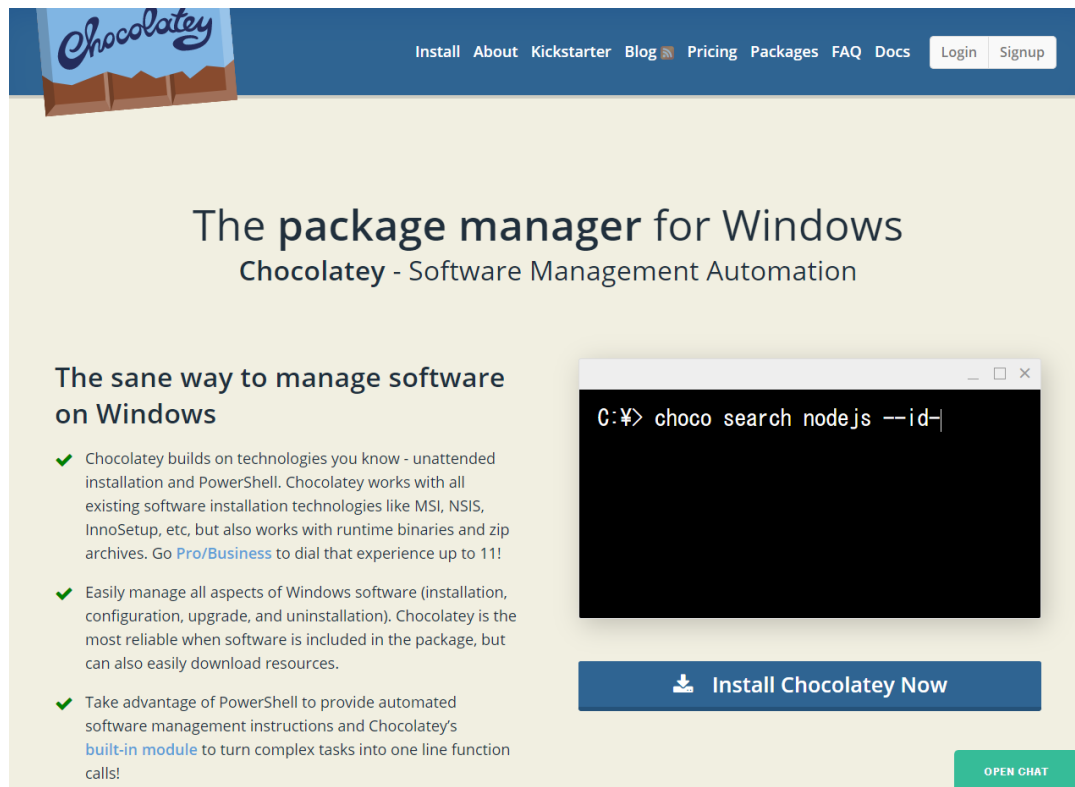 Chocolatey
Install About Kickstarter Blog Pricing Packages FAQ Docs Login Signup
The package manager for Windows
Chocolatey - Software Management Automation
The sane way to manage software
on Windows
Chocolatey builds on technologies you know - unattended
installation and PowerShell. Chocolatey works with all
existing software installation technologies like MSI, NSIS,
InnoSetup, etc, but also works with runtime binaries and zip
archives. Go Pro/Business to dial that experience up to 11!
Easily manage all aspects of Windows software (installation,
configuration, upgrade, and uninstallation). Chocolatey is the
most reliable when software is included in the package, but
can also easily download resources.
Take advantage of PowerShell to provide automated
software management instructions and Chocolatey's
built-in module to turn complex tasks into one line function
calls!
C:¥> choco search nodejs --id-
Install Chocolatey Now
OPEN CHAT